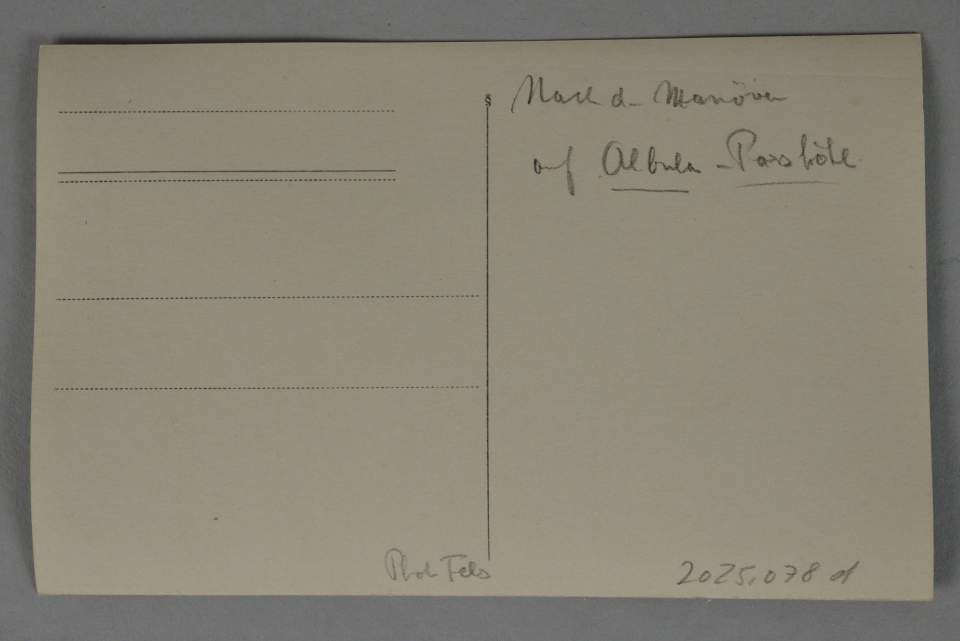 Nach d. Manöver
auf Albula-Passhöhe
Phot Fels
2025.078 d
S